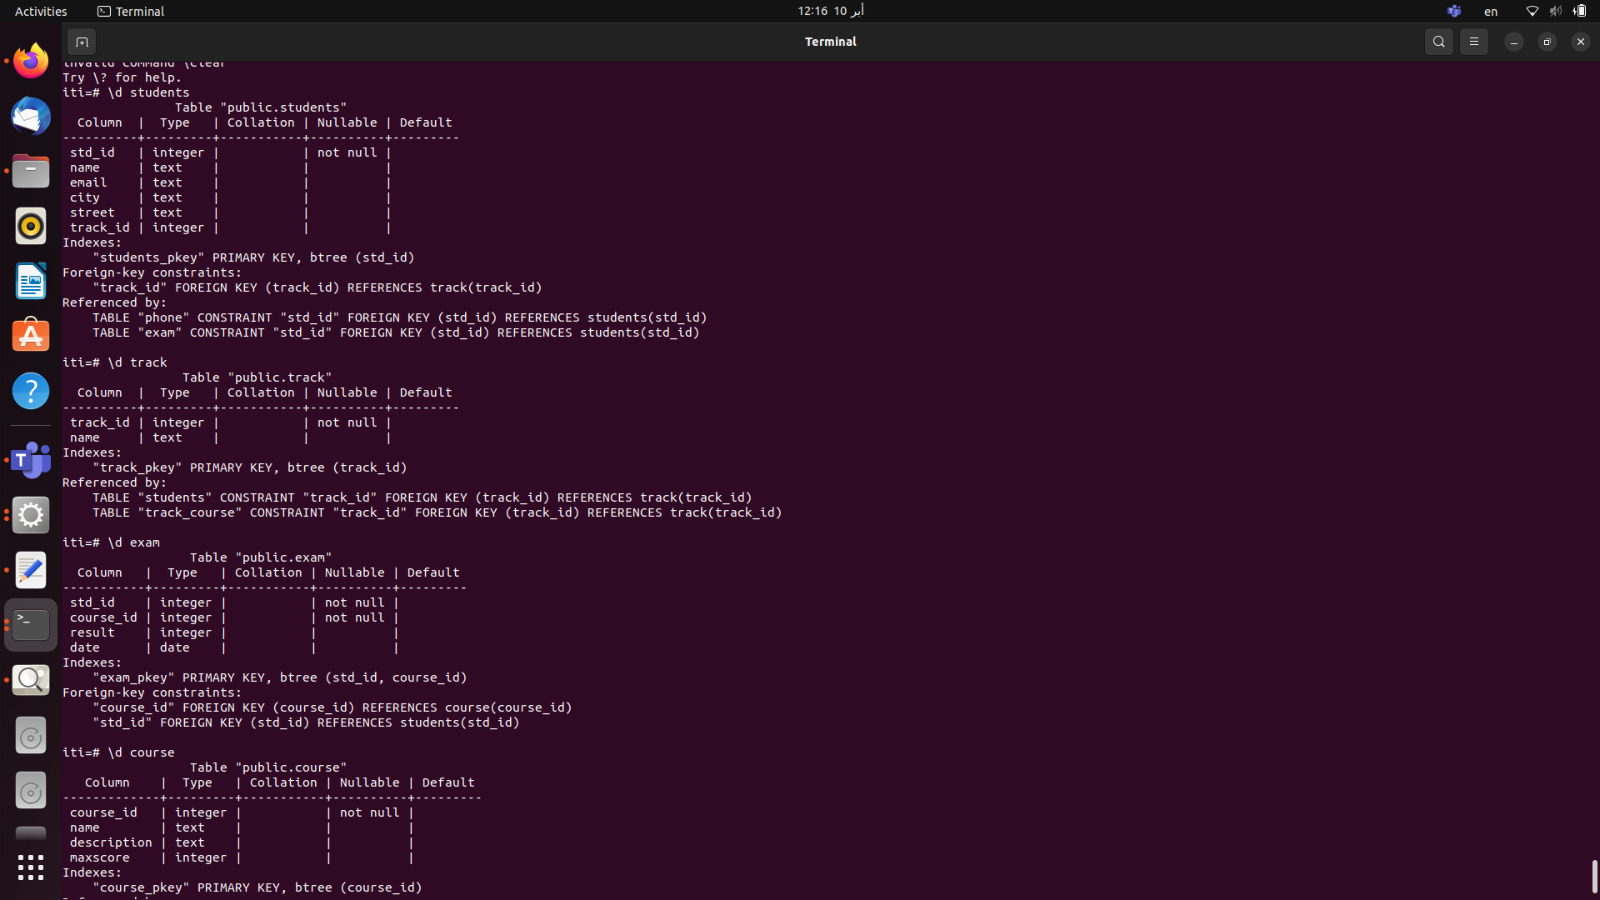 Activities
Terminal
12:16 10 أبر
en
Terminal
invalid command \clear
Try \? for help.
iti=# \d students
Table "public.students"
Column | Type | Collation | Nullable | Default
----------+---------+-----------+----------+---------
std_id | integer | | not null |
name | text | | |
email | text | | |
city | text | | |
street | text | | |
track_id | integer | | |
Indexes:
"students_pkey" PRIMARY KEY, btree (std_id)
Foreign-key constraints:
"track_id" FOREIGN KEY (track_id) REFERENCES track(track_id)
Referenced by:
TABLE "phone" CONSTRAINT "std_id" FOREIGN KEY (std_id) REFERENCES students(std_id)
TABLE "exam" CONSTRAINT "std_id" FOREIGN KEY (std_id) REFERENCES students(std_id)
iti=# \d track
Table "public.track"
Column | Type | Collation | Nullable | Default
----------+---------+-----------+----------+---------
track_id | integer | | not null |
name | text | | |
Indexes:
"track_pkey" PRIMARY KEY, btree (track_id)
Referenced by:
TABLE "students" CONSTRAINT "track_id" FOREIGN KEY (track_id) REFERENCES track(track_id)
TABLE "track_course" CONSTRAINT "track_id" FOREIGN KEY (track_id) REFERENCES track(track_id)
iti=# \d exam
Table "public.exam"
Column | Type | Collation | Nullable | Default
-----------+---------+-----------+----------+---------
std_id | integer | | not null |
course_id | integer | | not null |
result | integer | | |
date | date | | |
Indexes:
"exam_pkey" PRIMARY KEY, btree (std_id, course_id)
Foreign-key constraints:
"course_id" FOREIGN KEY (course_id) REFERENCES course(course_id)
"std_id" FOREIGN KEY (std_id) REFERENCES students(std_id)
iti=# \d course
Table "public.course"
Column | Type | Collation | Nullable | Default
-------------+---------+-----------+----------+---------
course_id | integer | | not null |
name | text | | |
description | text | | |
maxscore | integer | | |
Indexes:
"course_pkey" PRIMARY KEY, btree (course_id)